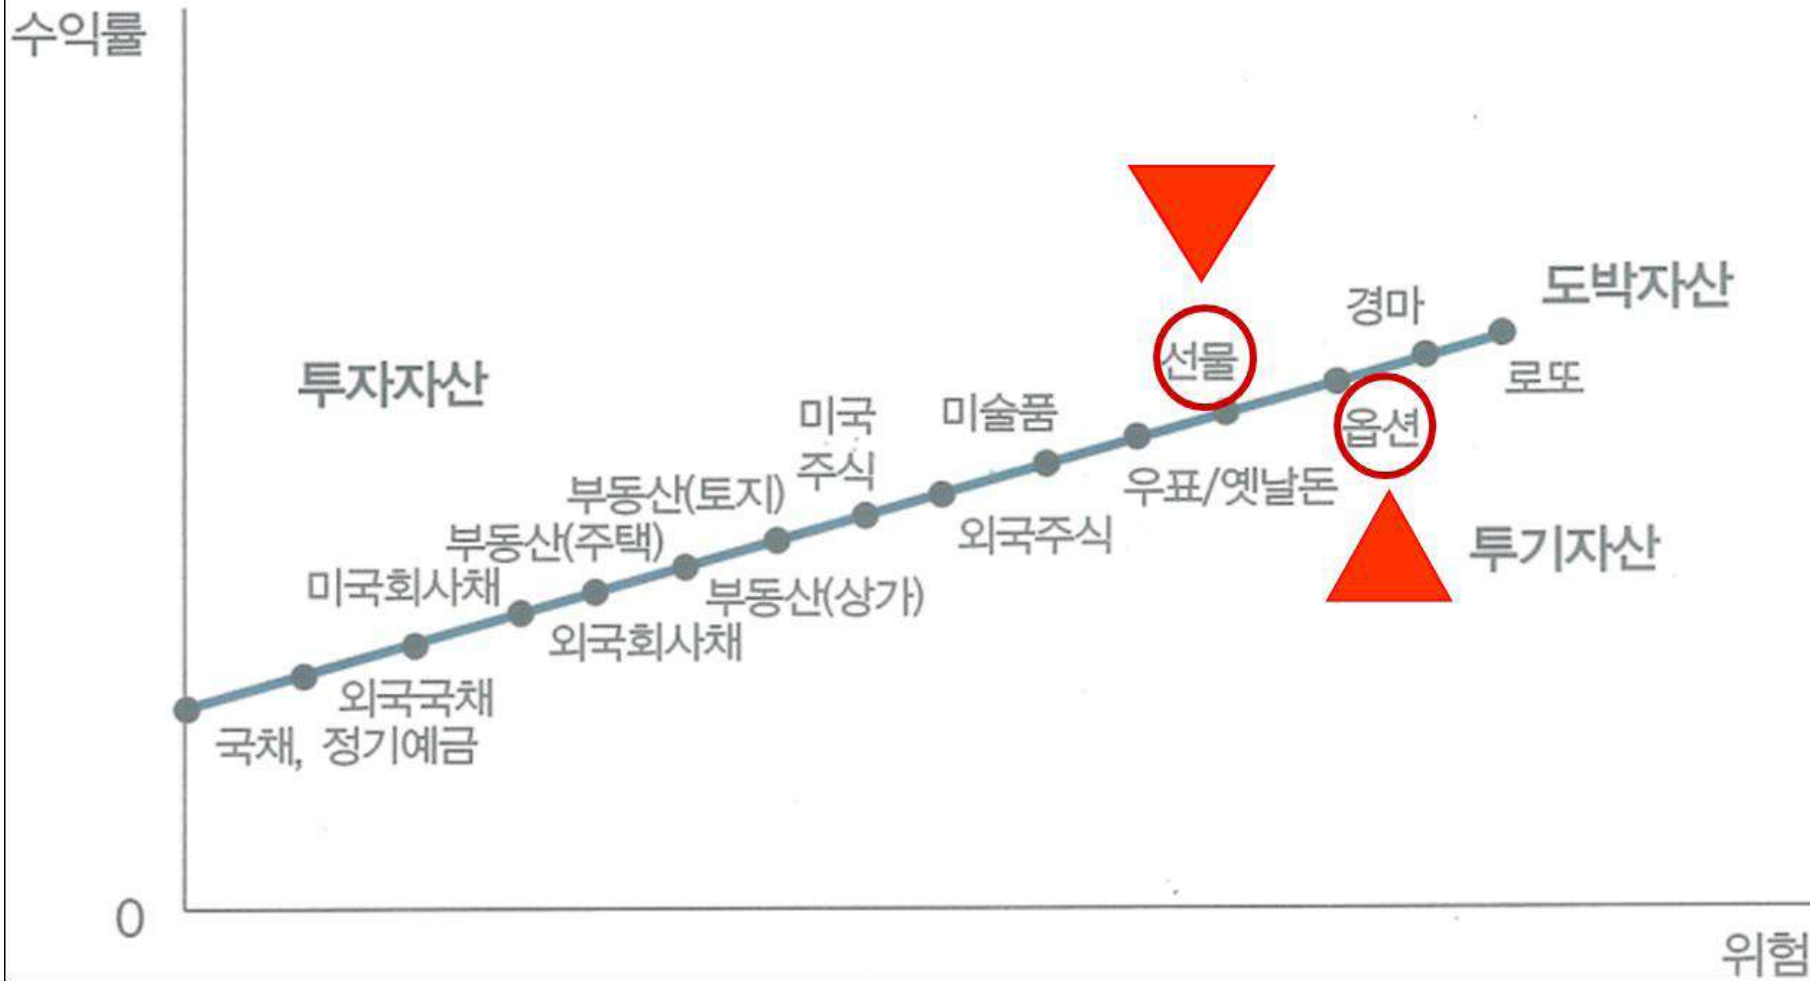 수익률
도박자산
경마
선물
투자자산
로또
미국
주식
미술품
옵션
부동산(토지)
우표/옛날돈
부동산(주택)
외국주식
투기자산
미국회사채
부동산(상가)
외국회사채
외국국채
국채, 정기예금
0
위험